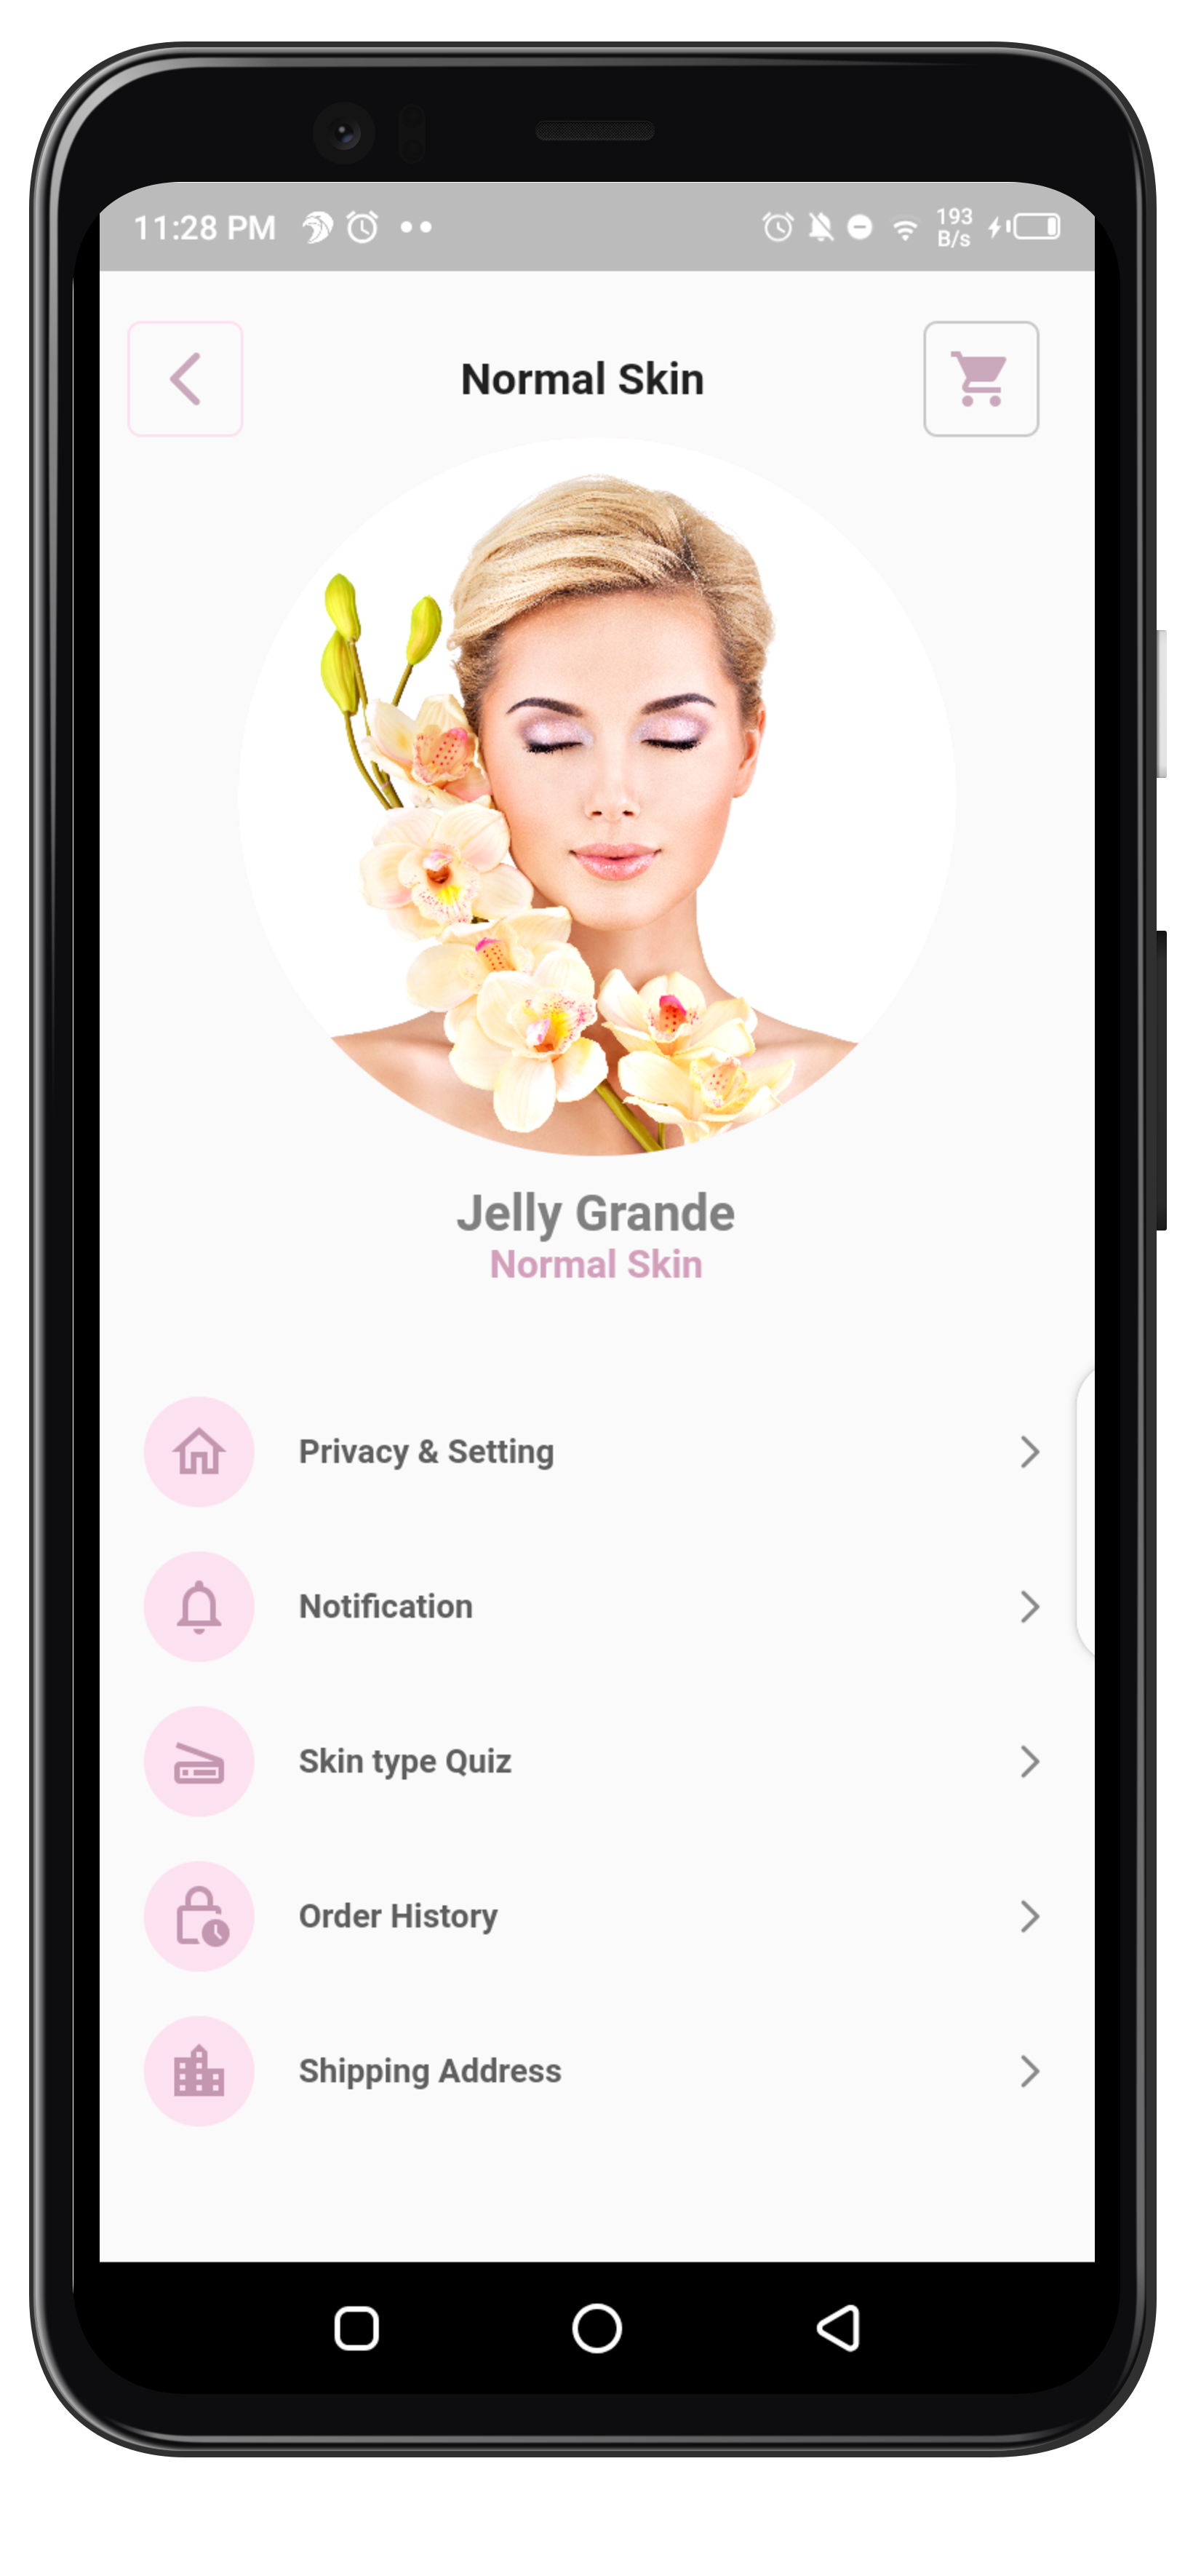 11:28 PM
193
B/s
Normal Skin
Jelly Grande
Normal Skin
Privacy & Setting
Notification
Skin type Quiz
Order History
Shipping Address